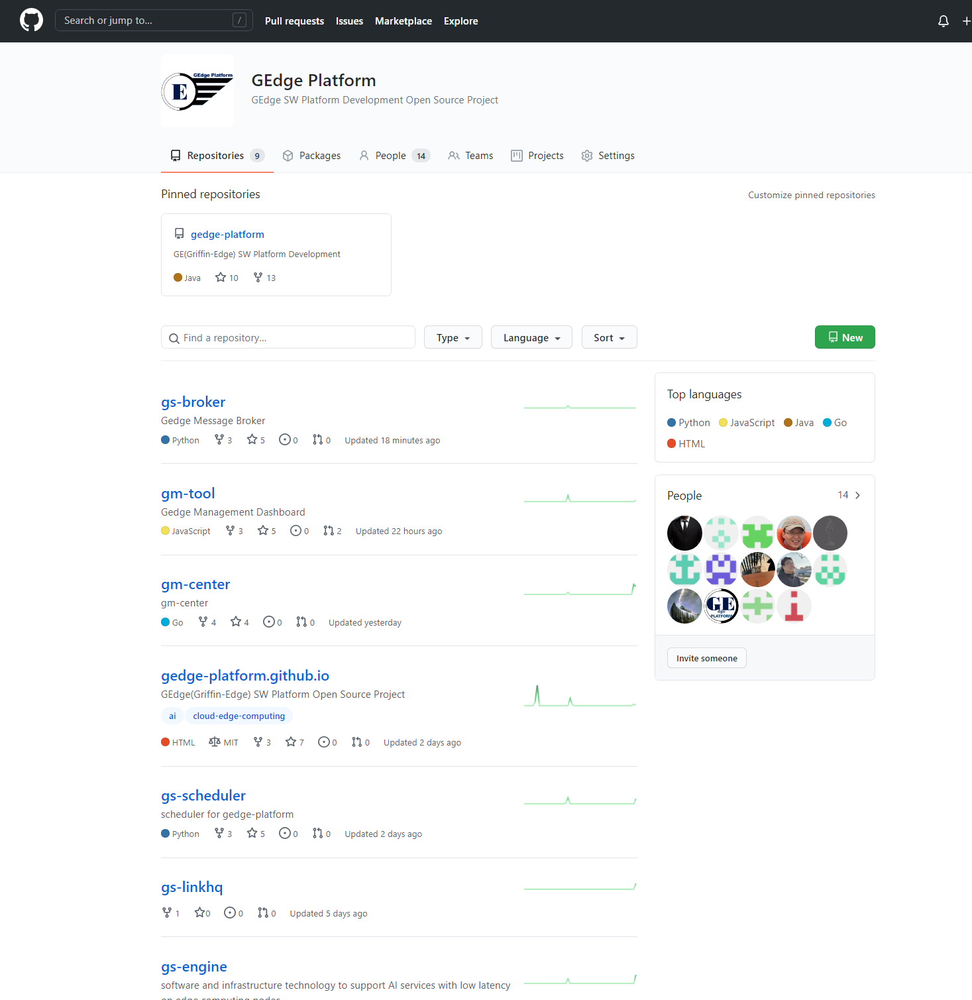 Search or jump to... / Pull requests Issues Marketplace Explore
GEdge Platform
E
GEdge Platform
GEdge SW Platform Development Open Source Project
Repositories 9 Packages People 14 Teams Projects Settings
Pinned repositories Customize pinned repositories
gedge-platform
GE(Griffin-Edge) SW Platform Development
Java 10 13
Find a repository... Type Language Sort New
gs-broker
Gedge Message Broker
Python 3 5 0 0 Updated 18 minutes ago
gm-tool
Gedge Management Dashboard
JavaScript 3 5 0 2 Updated 22 hours ago
gm-center
gm-center
Go 4 4 0 0 Updated yesterday
gedge-platform.github.io
GEdge(Griffin-Edge) SW Platform Open Source Project
ai cloud-edge-computing
HTML MIT 3 7 0 0 Updated 2 days ago
gs-scheduler
scheduler for gedge-platform
Python 3 5 0 0 Updated 2 days ago
gs-linkhq
1 0 0 0 Updated 5 days ago
gs-engine
software and infrastructure technology to support AI services with low latency
on edge computing nodes
Top languages
Python JavaScript Java Go
HTML
People 14
GE
dge
PLATFORM
Invite someone